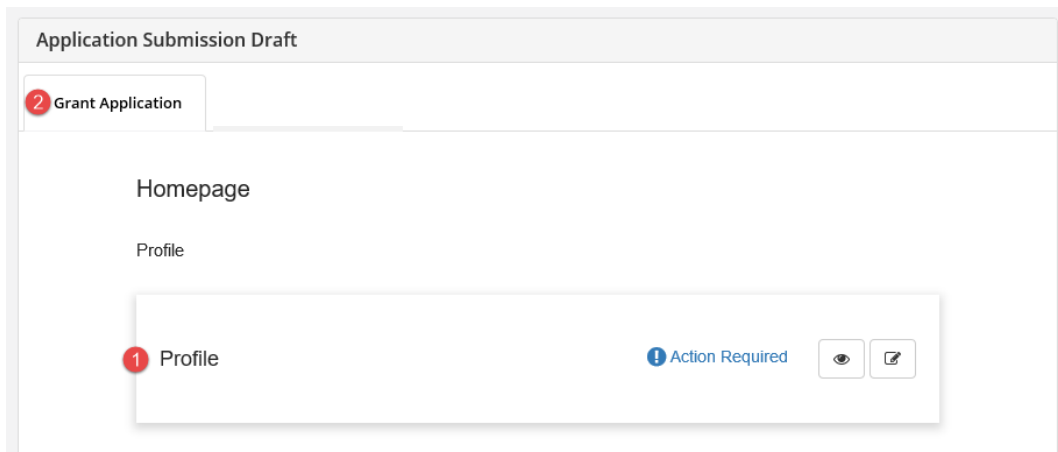 Application Submission Draft
2 Grant Application
Homepage
Profile
1 Profile ! Action Required